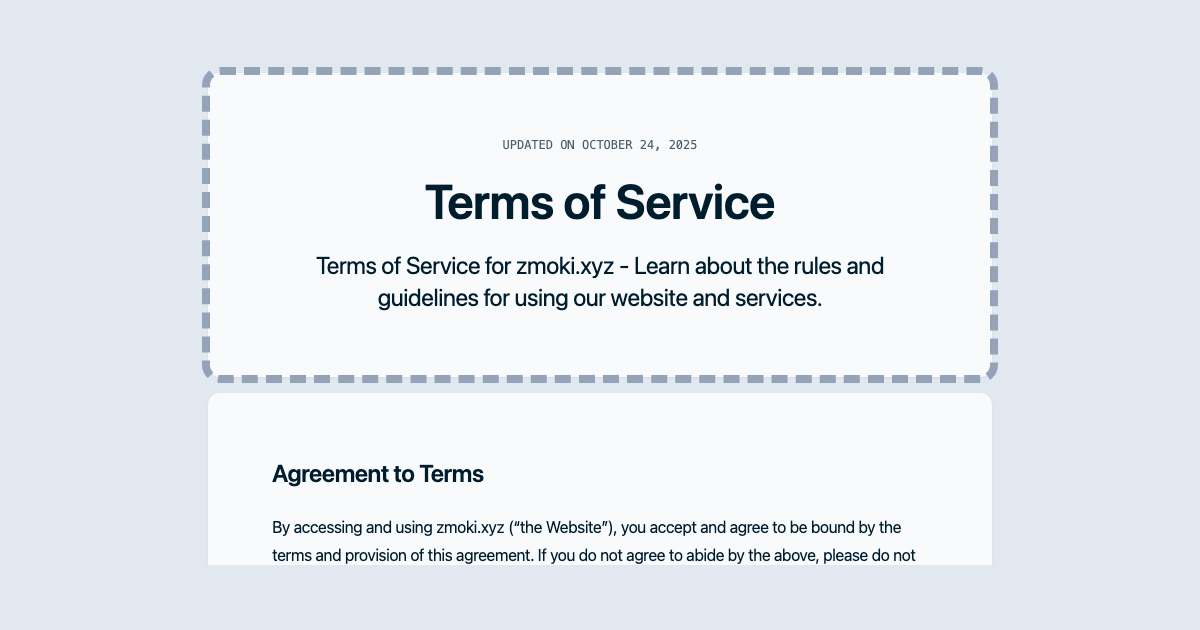 UPDATED ON OCTOBER 24, 2025
Terms of Service
Terms of Service for zmoki.xyz - Learn about the rules and
guidelines for using our website and services.
Agreement to Terms
By accessing and using zmoki.xyz (“the Website”), you accept and agree to be bound by the
terms and provision of this agreement. If you do not agree to abide by the above, please do not